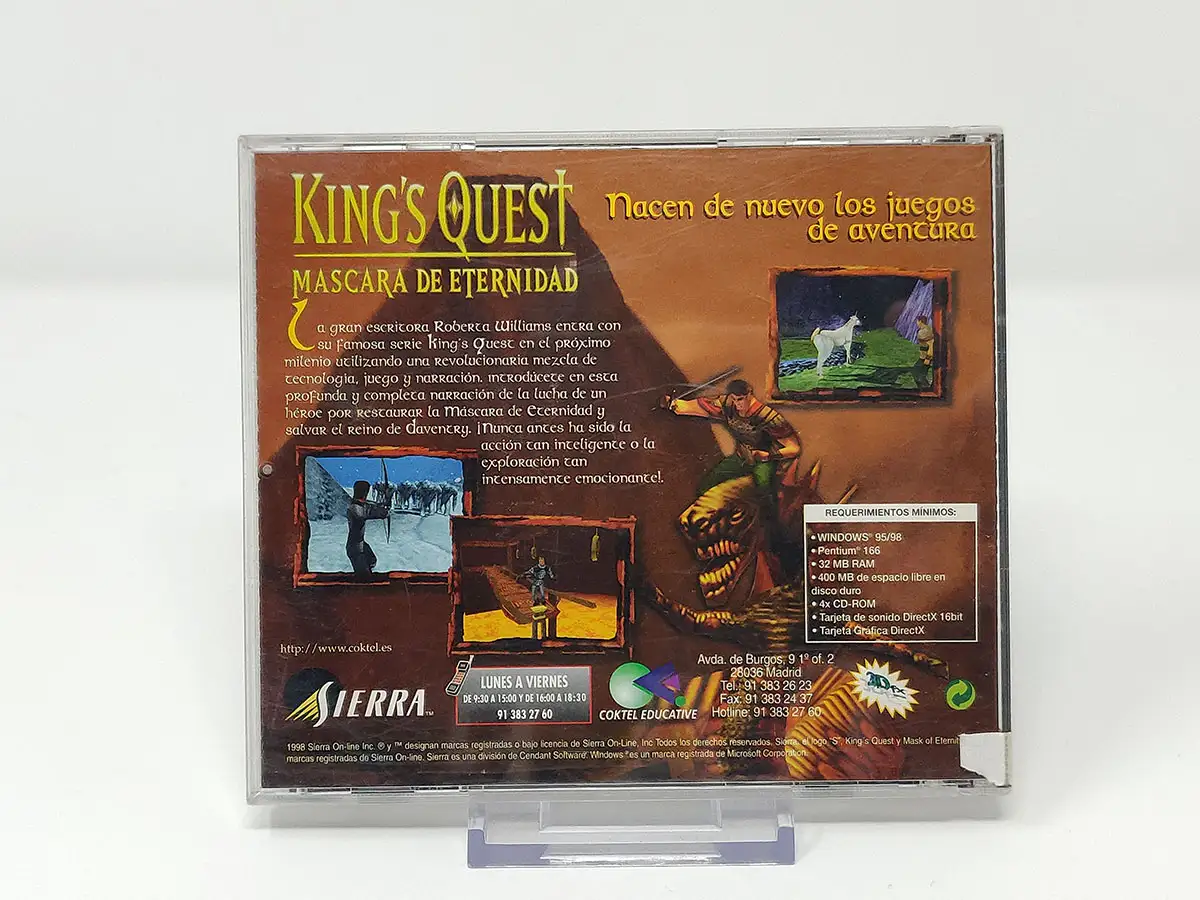 KING'S QUEST
MASCARA DE ETERNIDAD
Nacen de nuevo los juegos
de aventura
La gran escritora Roberta Williams entra con
su famosa serie King's Quest en el próximo
milenio utilizando una revolucionaria mezcla de
tecnologia, juego y narración. introdúcete en esta
profunda y completa narración de la lucha de un
héroe por restaurar la Máscara de Eternidad y
salvar el reino de Daventry. ¡Nunca antes ha sido la
acción tan inteligente o la
exploración tan
intensamente emocionante!.
REQUERIMIENTOS MÍNIMOS:
• WINDOWS® 95/98
• Pentium® 166
• 32 MB RAM
• 400 MB de espacio libre en
disco duro
• 4x CD-ROM
• Tarjeta de sonido DirectX 16bit
• Tarjeta Gráfica DirectX
http://www.coktel.es
SIERRA™
LUNES A VIERNES
DE 9:30 A 15:00 Y DE 16:00 A 18:30
91 383 27 60
COKTEL EDUCATIVE
Avda. de Burgos, 9 1º of. 2
28036 Madrid
Tel.: 91 383 26 23
Fax: 91 383 24 37
Hotline: 91 383 27 60
3Dfx
1998 Sierra On-line Inc. ® y ™ designan marcas registradas o bajo licencia de Sierra On-Line, Inc Todos los derechos reservados. Sierra, el logo "S", King's Quest y Mask of Eternit
marcas registradas de Sierra On-line. Sierra es una división de Cendant Software. Windows® es un marca registrada de Microsoft Corporation.